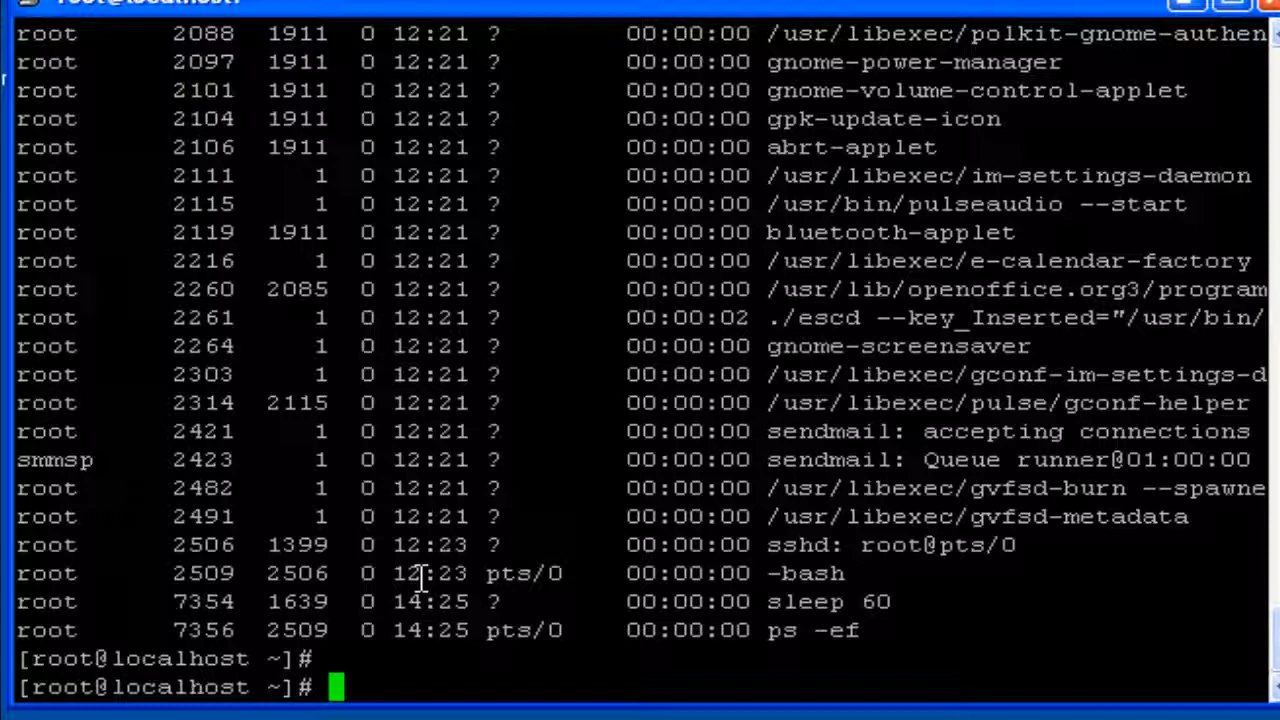 root 2088 1911 0 12:21 ? 00:00:00 /usr/libexec/polkit-gnome-authen
root 2097 1911 0 12:21 ? 00:00:00 gnome-power-manager
root 2101 1911 0 12:21 ? 00:00:00 gnome-volume-control-applet
root 2104 1911 0 12:21 ? 00:00:00 gpk-update-icon
root 2106 1911 0 12:21 ? 00:00:00 abrt-applet
root 2111 1 0 12:21 ? 00:00:00 /usr/libexec/im-settings-daemon
root 2115 1 0 12:21 ? 00:00:00 /usr/bin/pulseaudio --start
root 2119 1911 0 12:21 ? 00:00:00 bluetooth-applet
root 2216 1 0 12:21 ? 00:00:00 /usr/libexec/e-calendar-factory
root 2260 2085 0 12:21 ? 00:00:00 /usr/lib/openoffice.org3/program
root 2261 1 0 12:21 ? 00:00:02 ./escd --key_Inserted="/usr/bin/
root 2264 1 0 12:21 ? 00:00:00 gnome-screensaver
root 2303 1 0 12:21 ? 00:00:00 /usr/libexec/gconf-im-settings-d
root 2314 2115 0 12:21 ? 00:00:00 /usr/libexec/pulse/gconf-helper
root 2421 1 0 12:21 ? 00:00:00 sendmail: accepting connections
smmsp 2423 1 0 12:21 ? 00:00:00 sendmail: Queue runner@01:00:00
root 2482 1 0 12:21 ? 00:00:00 /usr/libexec/gvfsd-burn --spawne
root 2491 1 0 12:21 ? 00:00:00 /usr/libexec/gvfsd-metadata
root 2506 1399 0 12:23 ? 00:00:00 sshd: root@pts/0
root 2509 2506 0 12:23 pts/0 00:00:00 -bash
root 7354 1639 0 14:25 ? 00:00:00 sleep 60
root 7356 2509 0 14:25 pts/0 00:00:00 ps -ef
[root@localhost ~]#
[root@localhost ~]#